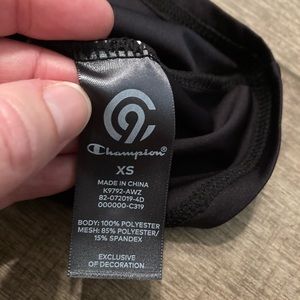 C9
Champion
XS
MADE IN CHINA
K9792-AWZ
82-072019-4D
000000-C319
BODY: 100% POLYESTER
MESH: 85% POLYESTER/
15% SPANDEX
EXCLUSIVE
OF DECORATION